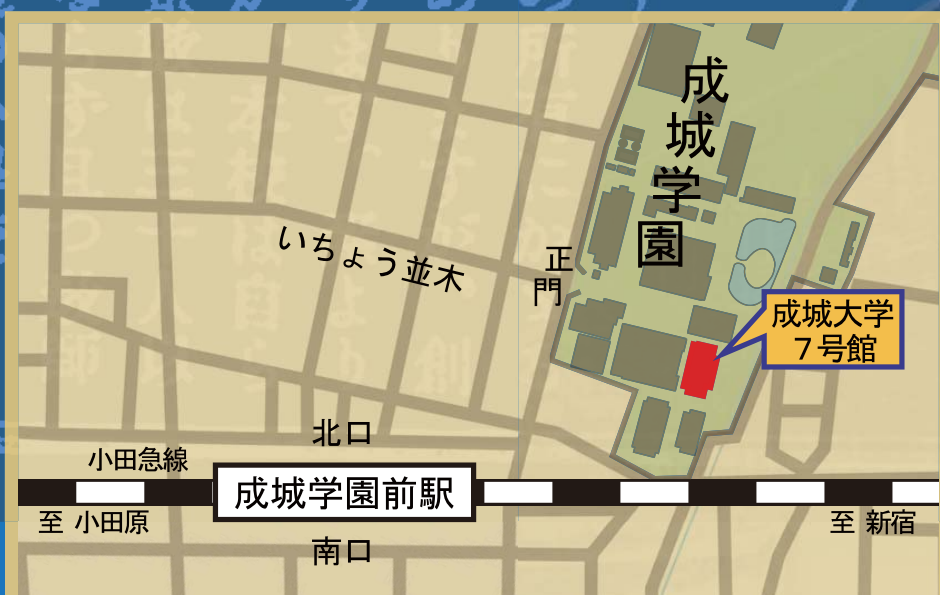 成城学園
いちょう並木
正門
成城大学
７号館
北口
小田急線
成城学園前駅
至 小田原
至 新宿
南口